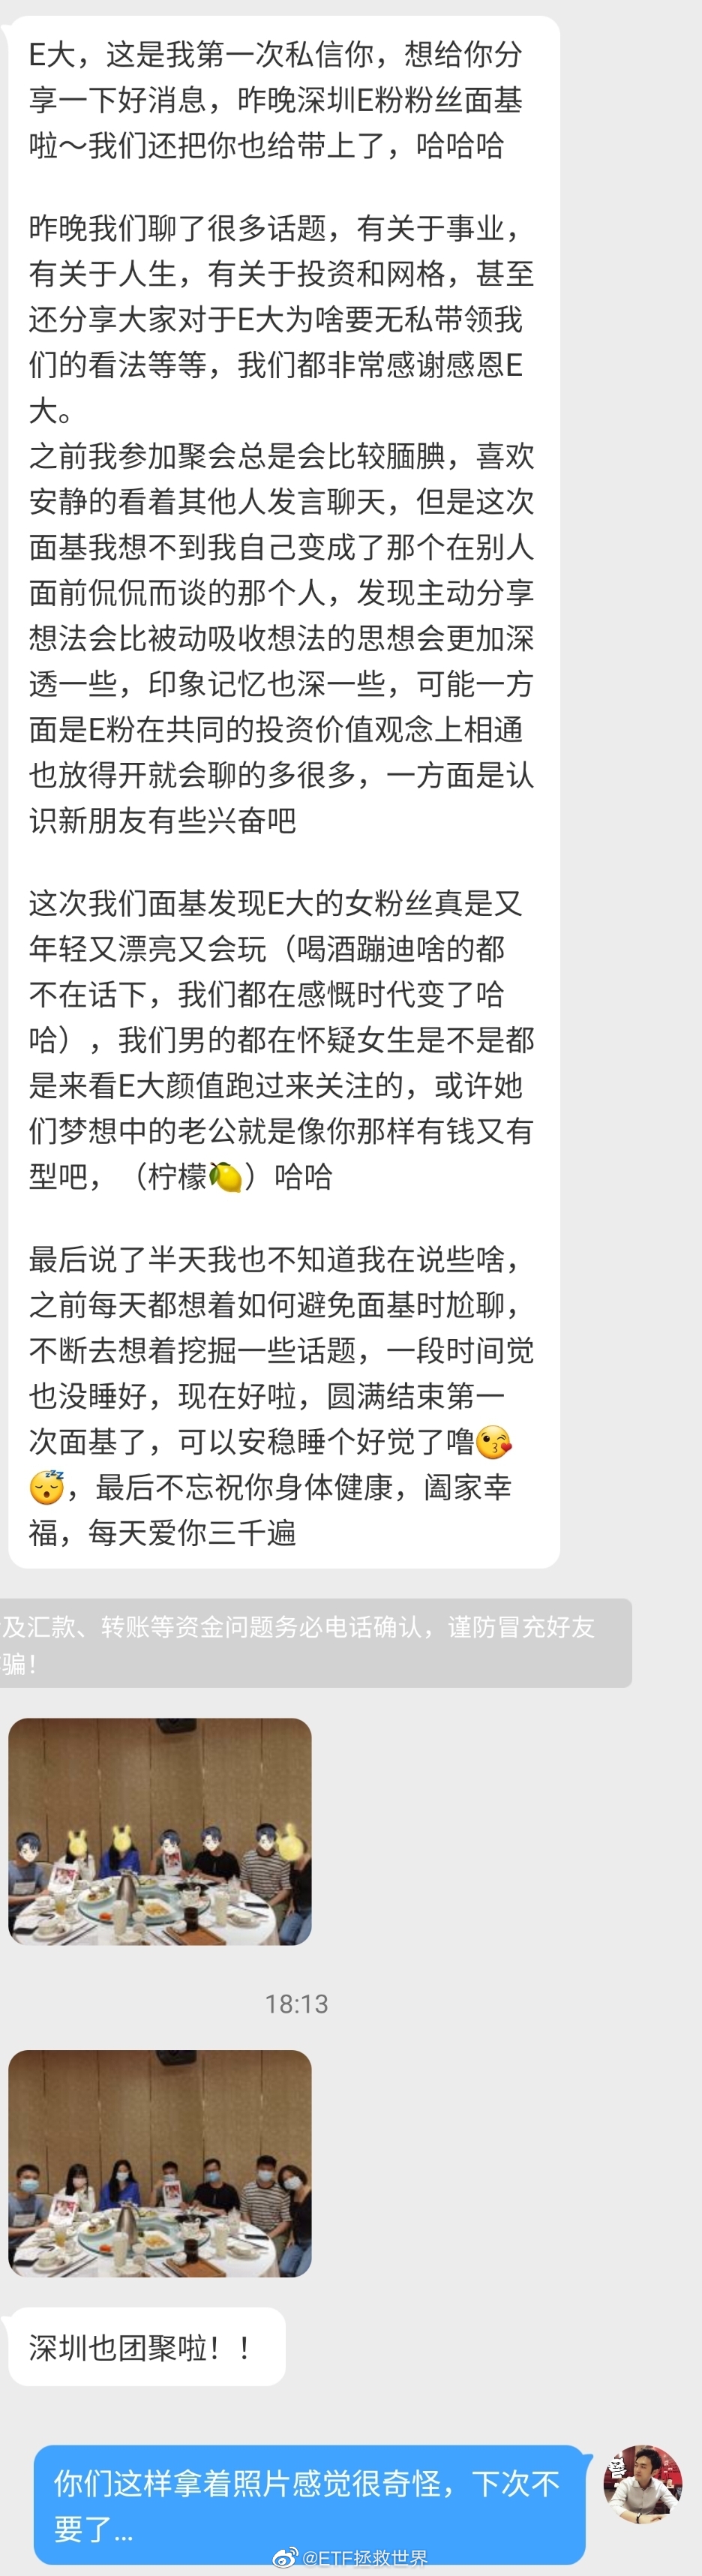 E大，这是我第一次私信你，想给你分
享一下好消息，昨晚深圳E粉粉丝面基
啦～我们还把你也给带上了，哈哈哈
昨晚我们聊了很多话题，有关于事业，
有关于人生，有关于投资和网格，甚至
还分享大家对于E大为啥要无私带领我
们的看法等等，我们都非常感谢感恩E
大。
之前我参加聚会总是会比较腼腆，喜欢
安静的看着其他人发言聊天，但是这次
面基我想不到我自己变成了那个在别人
面前侃侃而谈的那个人，发现主动分享
想法会比被动吸收想法的思想会更加深
透一些，印象记忆也深一些，可能一方
面是E粉在共同的投资价值观念上相通
也放得开就会聊的多很多，一方面是认
识新朋友有些兴奋吧
这次我们面基发现E大的女粉丝真是又
年轻又漂亮又会玩（喝酒蹦迪啥的都
不在话下，我们都在感慨时代变了哈
哈），我们男的都在怀疑女生是不是都
是来看E大颜值跑过来关注的，或许她
们梦想中的老公就是像你那样有钱又有
型吧，（柠檬🍋）哈哈
最后说了半天我也不知道我在说些啥，
之前每天都想着如何避免面基时尬聊，
不断去想着挖掘一些话题，一段时间觉
也没睡好，现在好啦，圆满结束第一
次面基了，可以安稳睡个好觉了噜😘
😴，最后不忘祝你身体健康，阖家幸
福，每天爱你三千遍
及汇款、转账等资金问题务必电话确认，谨防冒充好友
骗！
18:13
深圳也团聚啦！！
你们这样拿着照片感觉很奇怪，下次不
要了...
@ETF拯救世界